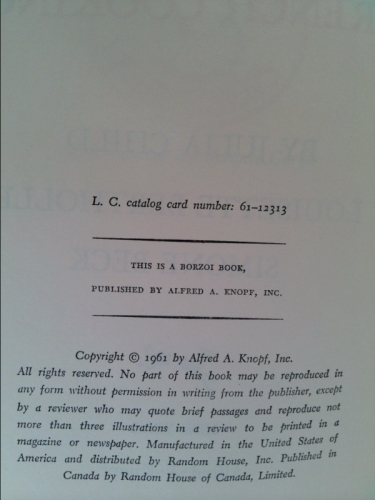 L. C. catalog card number: 61-12313
THIS IS A BORZOI BOOK,
PUBLISHED BY ALFRED A. KNOPF, INC.
Copyright © 1961 by Alfred A. Knopf, Inc.
All rights reserved. No part of this book may be reproduced in
any form without permission in writing from the publisher, except
by a reviewer who may quote brief passages and reproduce not
more than three illustrations in a review to be printed in a
magazine or newspaper. Manufactured in the United States of
America and distributed by Random House, Inc. Published in
Canada by Random House of Canada, Limited.